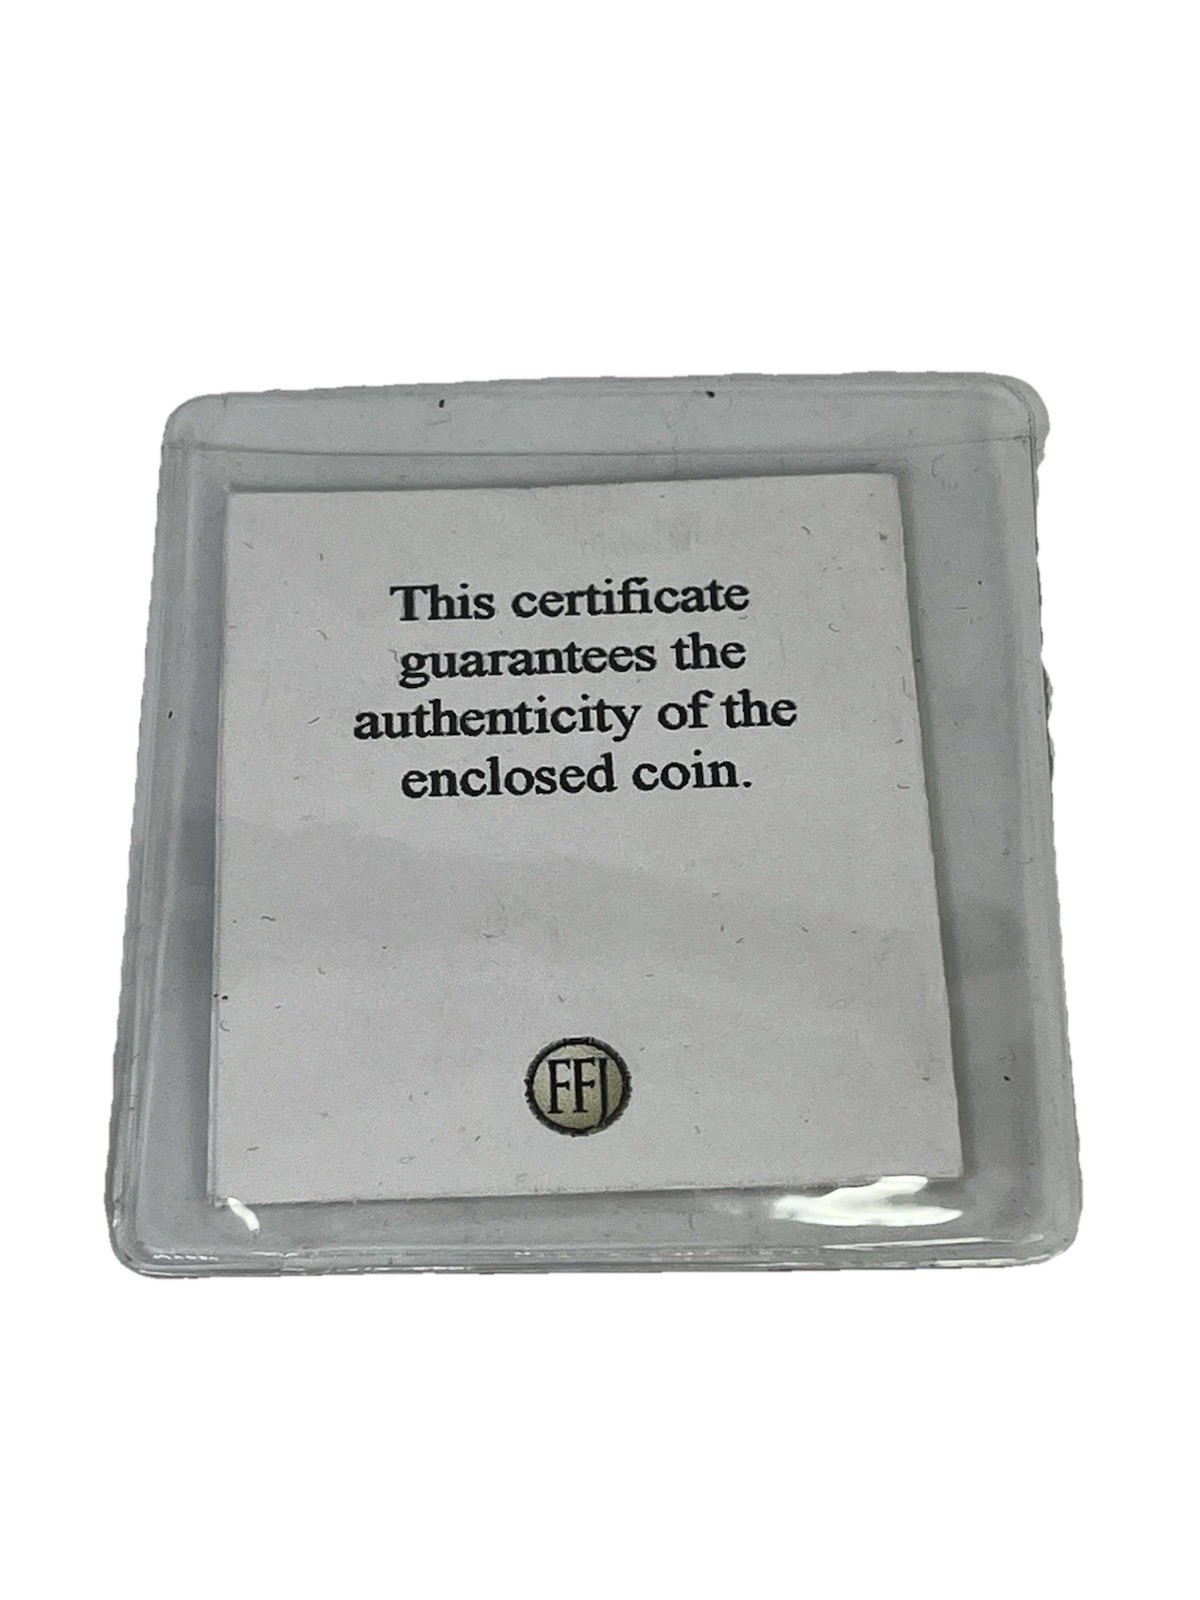 This certificate
guarantees the
authenticity of the
enclosed coin.
FFJ